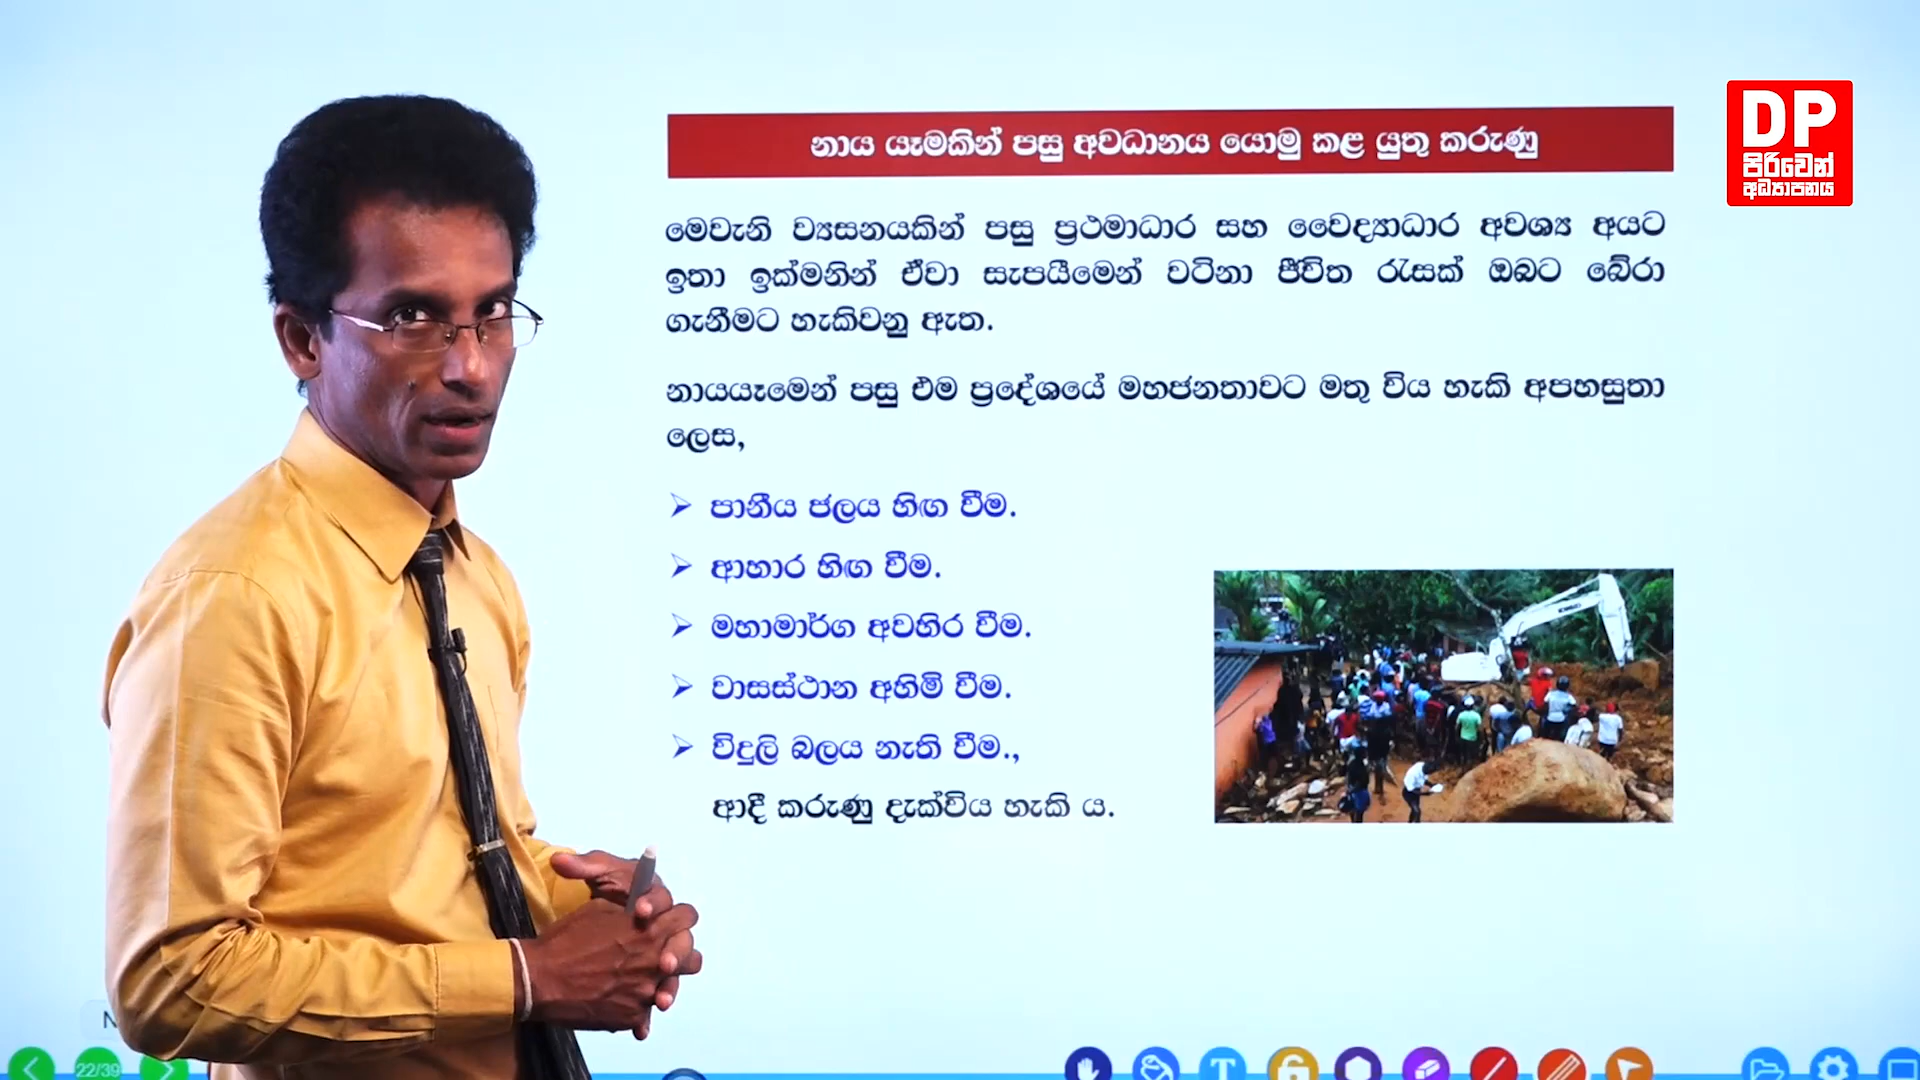 නාය යෑමකින් පසු අවධානය යොමු කළ යුතු කරුණු
DP
පිරිවෙන්
අධ්‍යාපනය
මෙවැනි ව්‍යසනයකින් පසු ප්‍රථමාධාර සහ වෛද්‍යාධාර අවශ්‍ය අයට
ඉතා ඉක්මනින් ඒවා සැපයීමෙන් වටිනා ජීවිත රැසක් ඔබට බේරා
ගැනීමට හැකිවනු ඇත.
නායයෑමෙන් පසු එම ප්‍රදේශයේ මහජනතාවට මතු විය හැකි අපහසුතා
ලෙස,
➢ පානීය ජලය හිඟ වීම.
➢ ආහාර හිඟ වීම.
➢ මහාමාර්ග අවහිර වීම.
➢ වාසස්ථාන අහිමි වීම.
➢ විදුලි බලය නැති වීම.,
ආදී කරුණු දැක්විය හැකි ය.
22/39